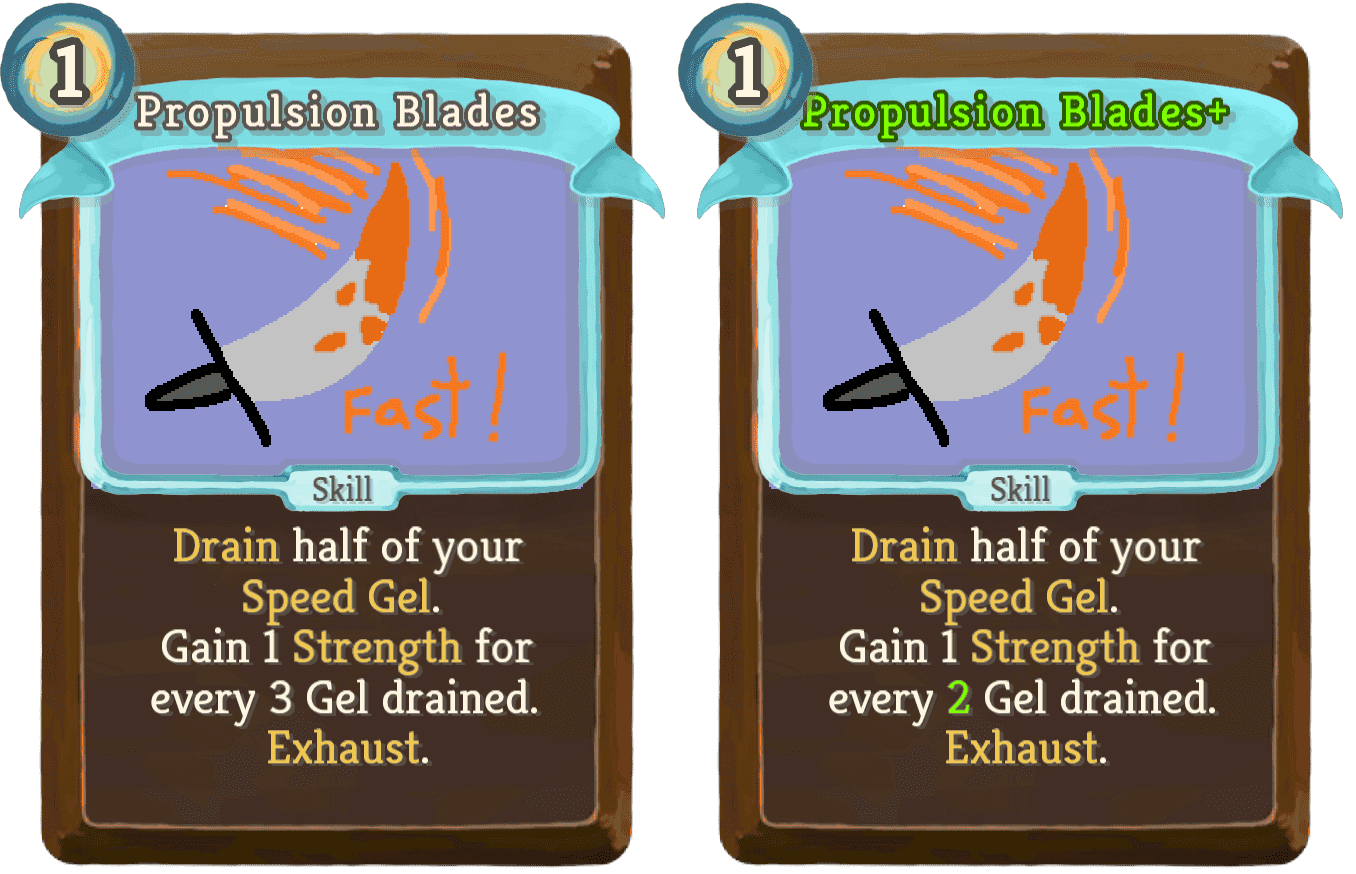 1
Propulsion Blades
Fast!
Skill
Drain half of your
Speed Gel.
Gain 1 Strength for
every 3 Gel drained.
Exhaust.
1
Propulsion Blades+
Fast!
Skill
Drain half of your
Speed Gel.
Gain 1 Strength for
every 2 Gel drained.
Exhaust.